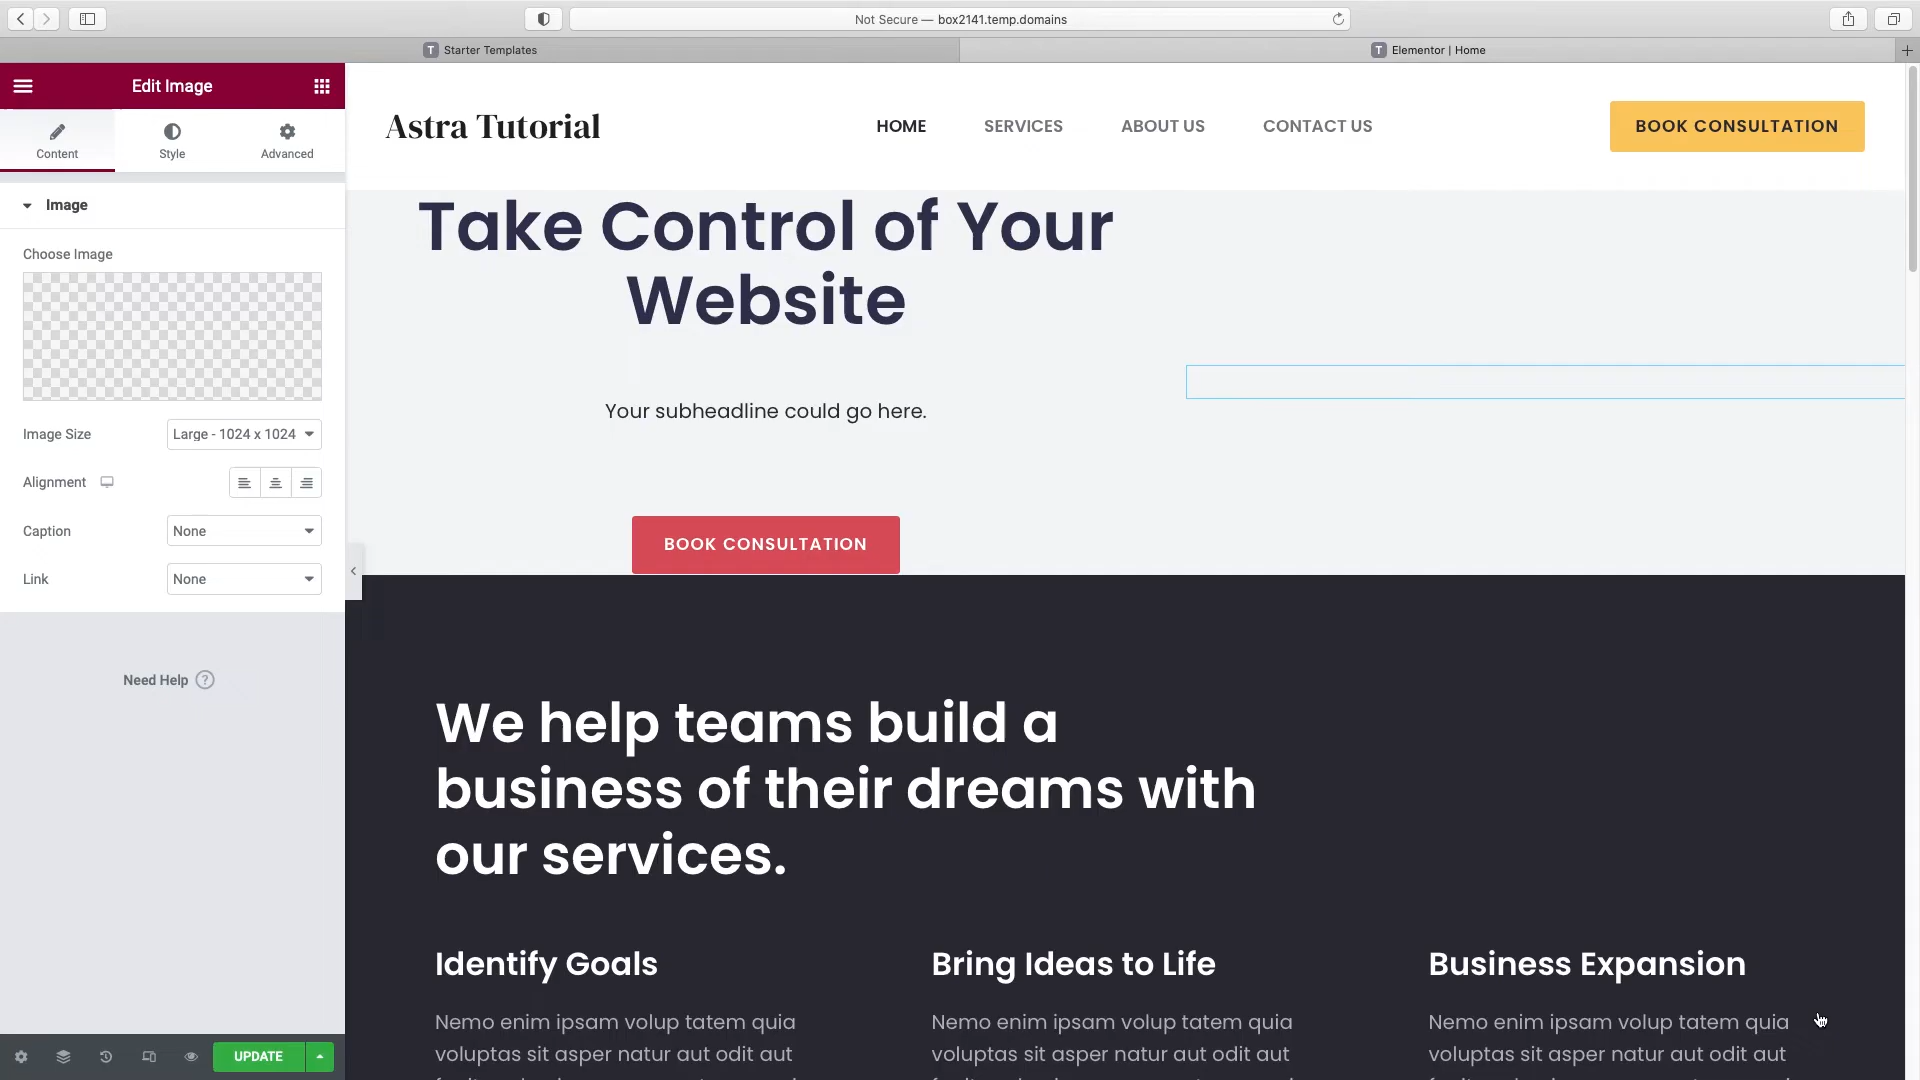 Not Secure — box2141.temp.domains
T Starter Templates
T Elementor | Home
Edit Image
Content
Style
Advanced
Image
Choose Image
Image Size
Large - 1024 x 1024
Alignment
Caption
None
Link
None
Need Help ?
UPDATE
Astra Tutorial
HOME
SERVICES
ABOUT US
CONTACT US
BOOK CONSULTATION
Take Control of Your
Website
Your subheadline could go here.
BOOK CONSULTATION
We help teams build a
business of their dreams with
our services.
Identify Goals
Nemo enim ipsam volup tatem quia
voluptas sit asper natur aut odit aut
Bring Ideas to Life
Nemo enim ipsam volup tatem quia
voluptas sit asper natur aut odit aut
Business Expansion
Nemo enim ipsam volup tatem quia
voluptas sit asper natur aut odit aut